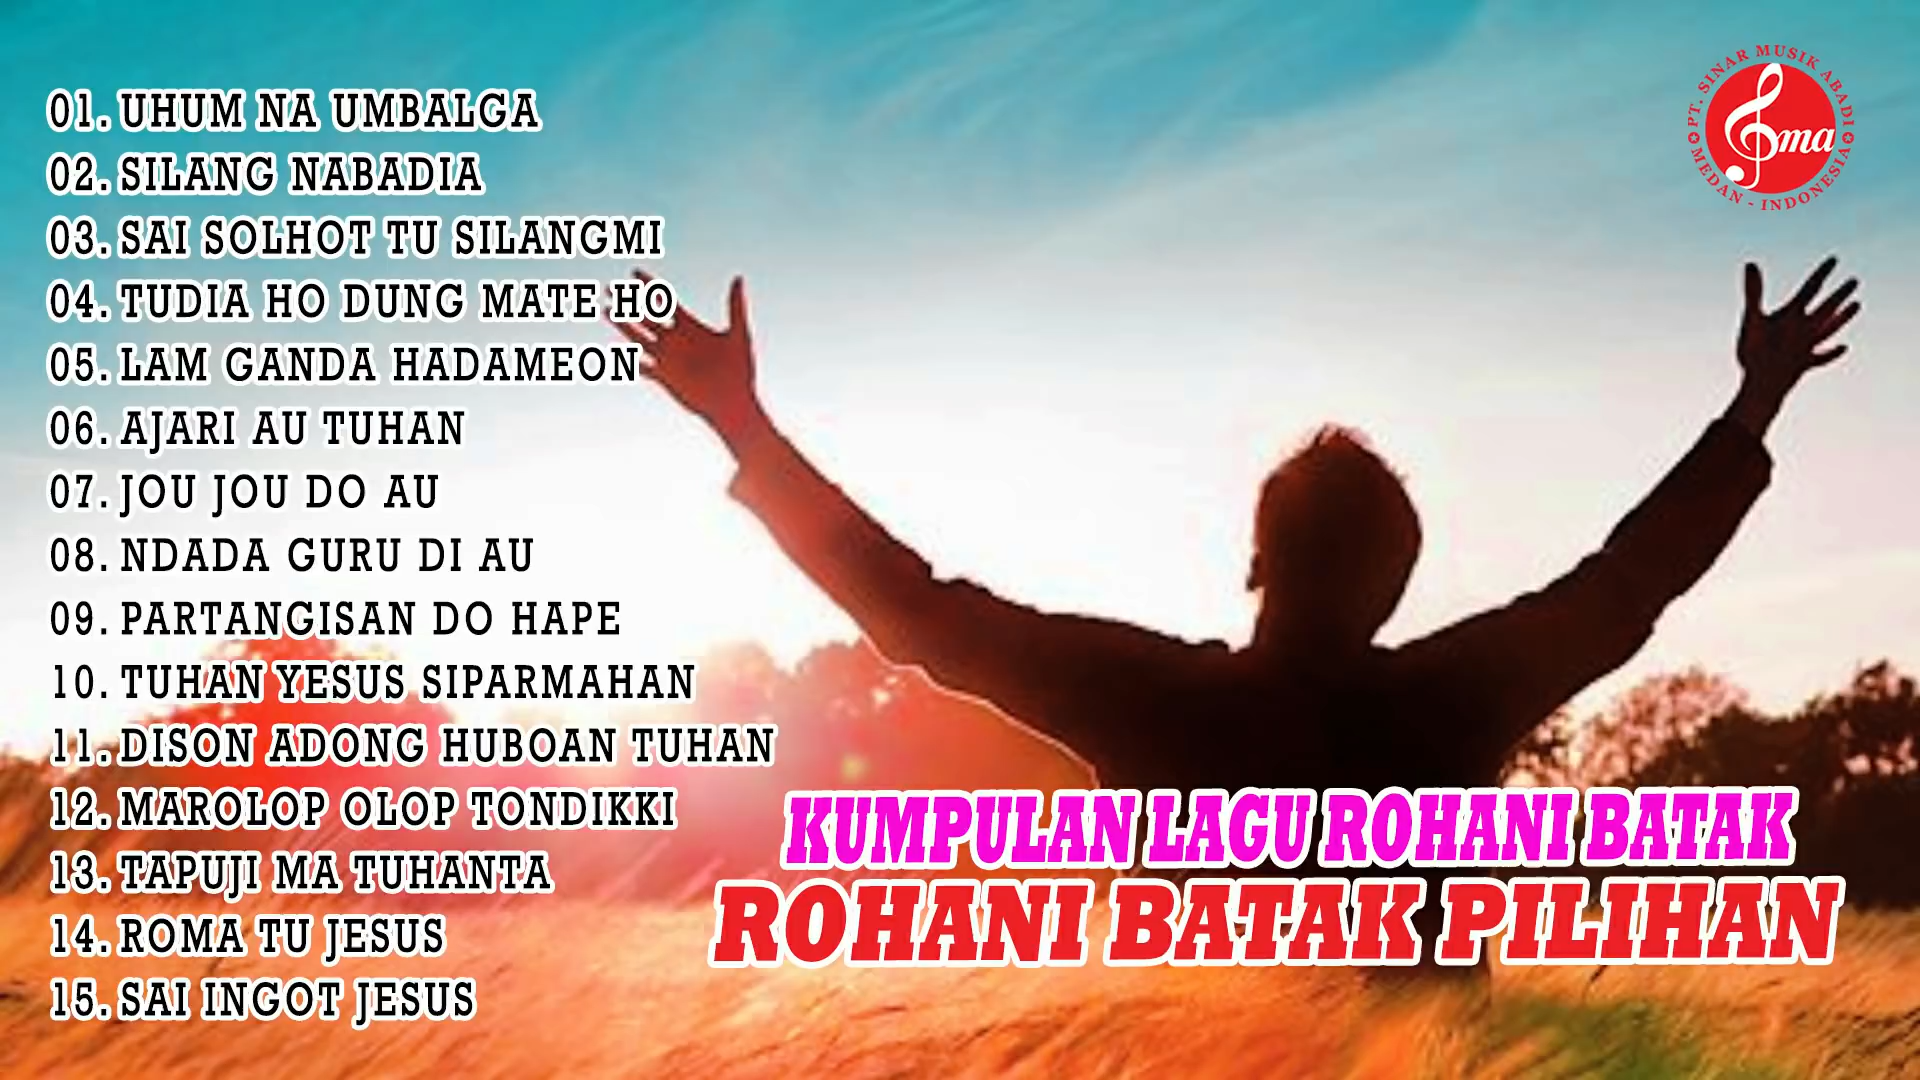 01. UHUM NA UMBALGA
02. SILANG NABADIA
03. SAI SOLHOT TU SILANGMI
04. TUDIA HO DUNG MATE HO
05. LAM GANDA HADAMEON
06. AJARI AU TUHAN
07. JOU JOU DO AU
08. NDADA GURU DI AU
09. PARTANGISAN DO HAPE
10. TUHAN YESUS SIPARMAHAN
11. DISON ADONG HUBOAN TUHAN
12. MAROLOP OLOP TONDIKKI
13. TAPUJI MA TUHANTA
14. ROMA TU JESUS
15. SAI INGOT JESUS
PT. SINAR MUSIK ABADI
ma
MEDAN - INDONESIA
KUMPULAN LAGU ROHANI BATAK
ROHANI BATAK PILIHAN